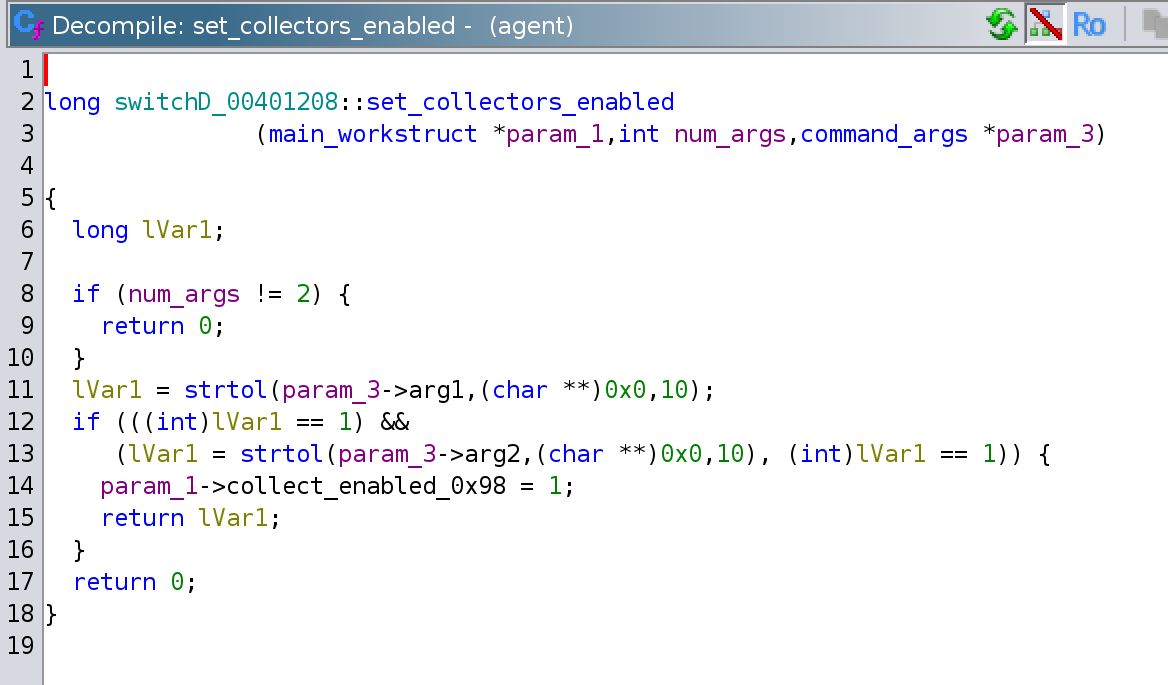 Decompile: set_collectors_enabled - (agent)
Ro
1
2 long switchD_00401208::set_collectors_enabled
3 (main_workstruct *param_1,int num_args,command_args *param_3)
4
5 {
6 long lVar1;
7
8 if (num_args != 2) {
9 return 0;
10 }
11 lVar1 = strtol(param_3->arg1,(char **)0x0,10);
12 if (((int)lVar1 == 1) &&
13 (lVar1 = strtol(param_3->arg2,(char **)0x0,10), (int)lVar1 == 1)) {
14 param_1->collect_enabled_0x98 = 1;
15 return lVar1;
16 }
17 return 0;
18 }
19